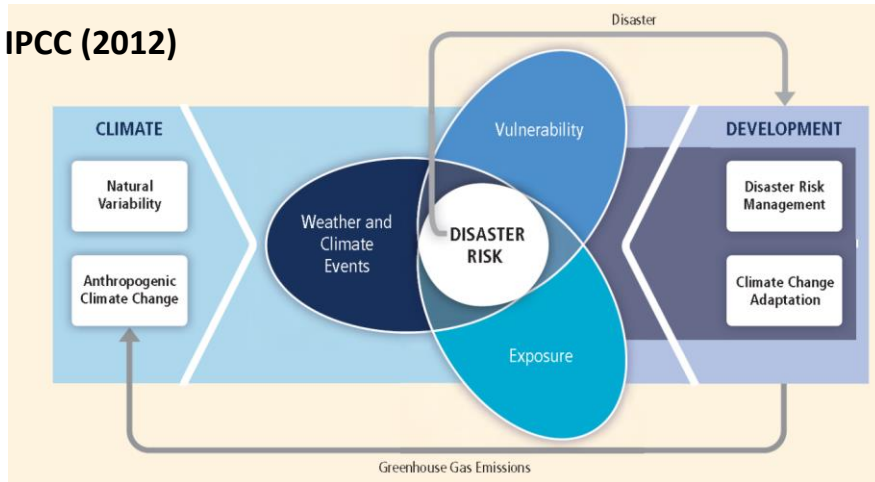 IPCC (2012)
Disaster
CLIMATE
Natural
Variability
Anthropogenic
Climate Change
Weather and
Climate
Events
Vulnerability
DISASTER
RISK
Exposure
DEVELOPMENT
Disaster Risk
Management
Climate Change
Adaptation
Greenhouse Gas Emissions